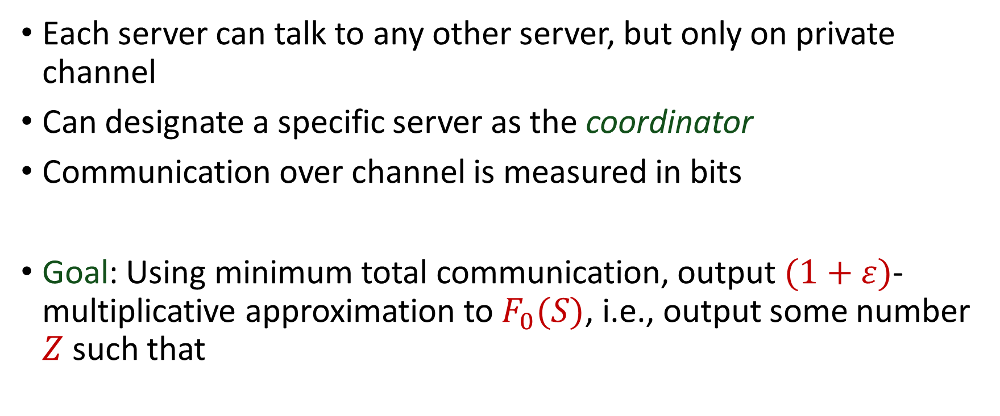 • Each server can talk to any other server, but only on private
channel
• Can designate a specific server as the coordinator
• Communication over channel is measured in bits
• Goal: Using minimum total communication, output (1 + ε)-
multiplicative approximation to F₀(S), i.e., output some number
Z such that